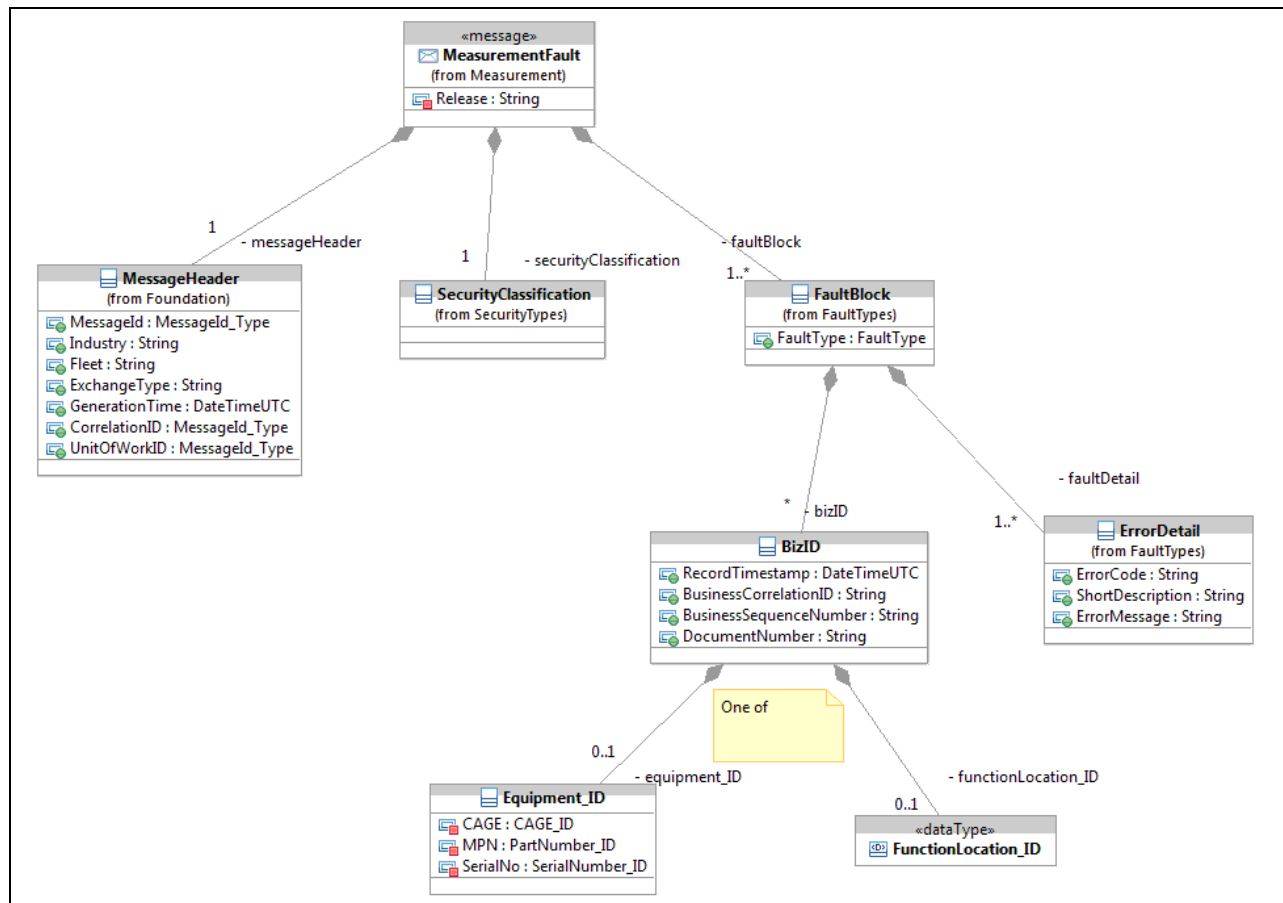 «message»
MeasurementFault
(from Measurement)
Release : String
1
- messageHeader
1
- securityClassification
- faultBlock
1..*
MessageHeader
(from Foundation)
MessageId : MessageId_Type
Industry : String
Fleet : String
ExchangeType : String
GenerationTime : DateTimeUTC
CorrelationID : MessageId_Type
UnitOfWorkID : MessageId_Type
SecurityClassification
(from SecurityTypes)
FaultBlock
(from FaultTypes)
FaultType : FaultType
*
- bizID
- faultDetail
1..*
BizID
RecordTimestamp : DateTimeUTC
BusinessCorrelationID : String
BusinessSequenceNumber : String
DocumentNumber : String
ErrorDetail
(from FaultTypes)
ErrorCode : String
ShortDescription : String
ErrorMessage : String
One of
0..1
- equipment_ID
- functionLocation_ID
0..1
Equipment_ID
CAGE : CAGE_ID
MPN : PartNumber_ID
SerialNo : SerialNumber_ID
«dataType»
FunctionLocation_ID